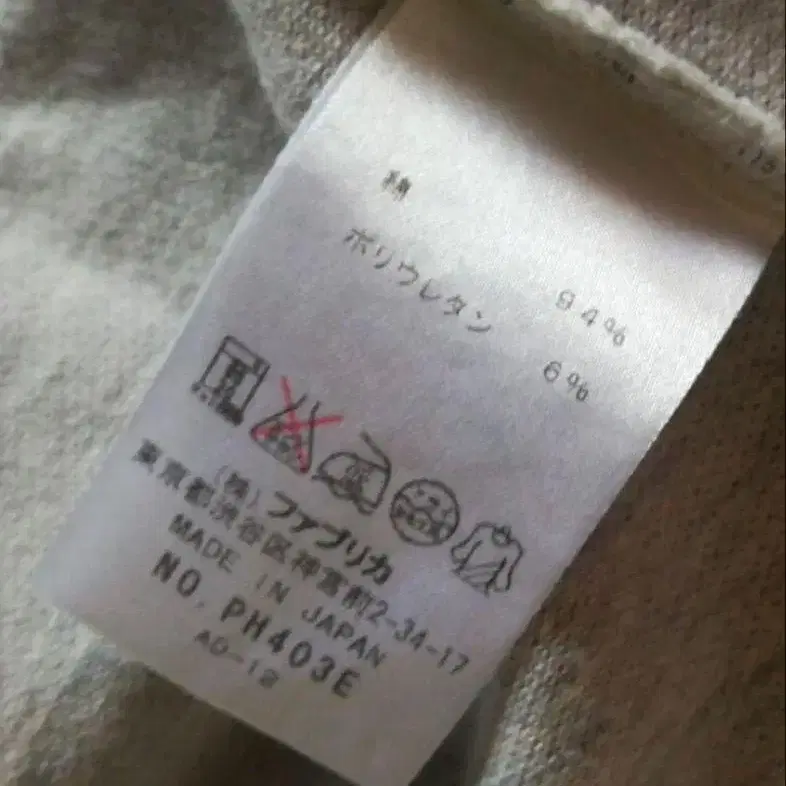 綿 94%
ポリウレタン 6%
(株)ファブリカ
東京都渋谷区神宮前2-34-17
MADE IN JAPAN
NO. PH403E
AD-12